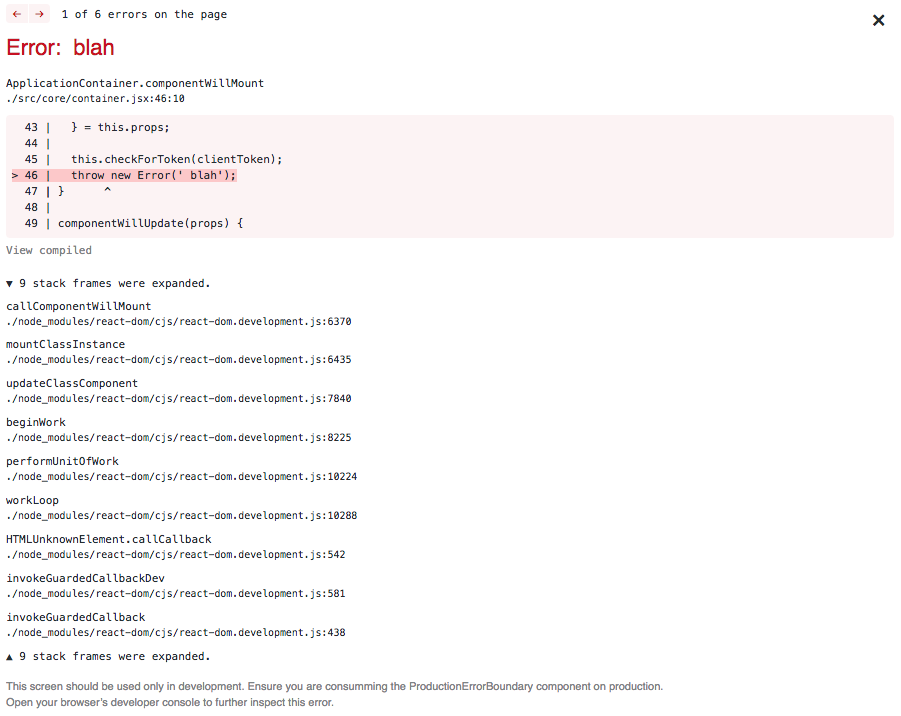 ← → 1 of 6 errors on the page
×
Error:  blah
ApplicationContainer.componentWillMount
./src/core/container.jsx:46:10
  43 |   } = this.props;
  44 | 
  45 |   this.checkForToken(clientToken);
> 46 |   throw new Error(' blah');
  47 | }      ^
  48 | 
  49 | componentWillUpdate(props) {
View compiled
▼ 9 stack frames were expanded.
callComponentWillMount
./node_modules/react-dom/cjs/react-dom.development.js:6370
mountClassInstance
./node_modules/react-dom/cjs/react-dom.development.js:6435
updateClassComponent
./node_modules/react-dom/cjs/react-dom.development.js:7840
beginWork
./node_modules/react-dom/cjs/react-dom.development.js:8225
performUnitOfWork
./node_modules/react-dom/cjs/react-dom.development.js:10224
workLoop
./node_modules/react-dom/cjs/react-dom.development.js:10288
HTMLUnknownElement.callCallback
./node_modules/react-dom/cjs/react-dom.development.js:542
invokeGuardedCallbackDev
./node_modules/react-dom/cjs/react-dom.development.js:581
invokeGuardedCallback
./node_modules/react-dom/cjs/react-dom.development.js:438
▲ 9 stack frames were expanded.
This screen should be used only in development. Ensure you are consumming the ProductionErrorBoundary component on production.
Open your browser's developer console to further inspect this error.